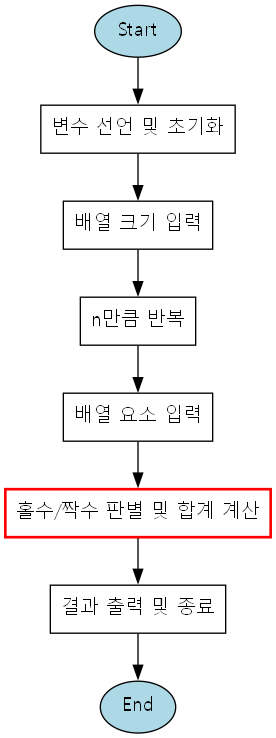 Start
변수 선언 및 초기화
배열 크기 입력
n만큼 반복
배열 요소 입력
홀수/짝수 판별 및 합계 계산
결과 출력 및 종료
End